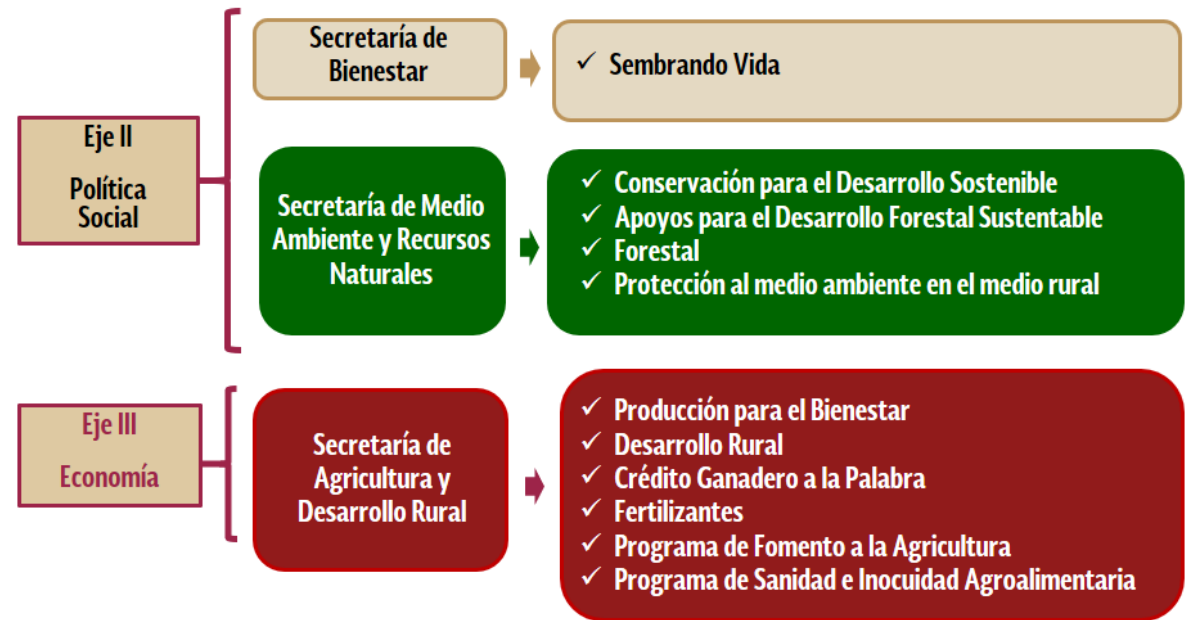 Eje II
Política
Social
Secretaría de
Bienestar
✓ Sembrando Vida
Secretaría de Medio
Ambiente y Recursos
Naturales
✓ Conservación para el Desarrollo Sostenible
✓ Apoyos para el Desarrollo Forestal Sustentable
✓ Forestal
✓ Protección al medio ambiente en el medio rural
Eje III
Economía
Secretaría de
Agricultura y
Desarrollo Rural
✓ Producción para el Bienestar
✓ Desarrollo Rural
✓ Crédito Ganadero a la Palabra
✓ Fertilizantes
✓ Programa de Fomento a la Agricultura
✓ Programa de Sanidad e Inocuidad Agroalimentaria